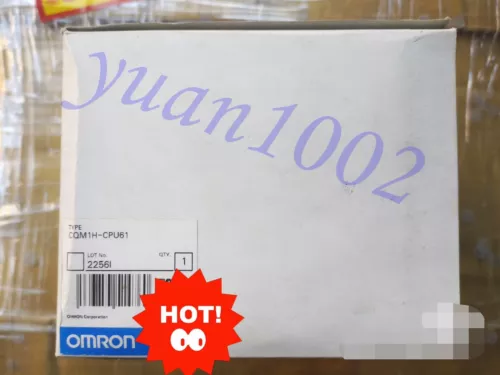 yuan1002
TYPE
CQM1H-CPU61
LOT No.
2256I
QTY.
1
OMRON Corporation
OMRON
HOT!